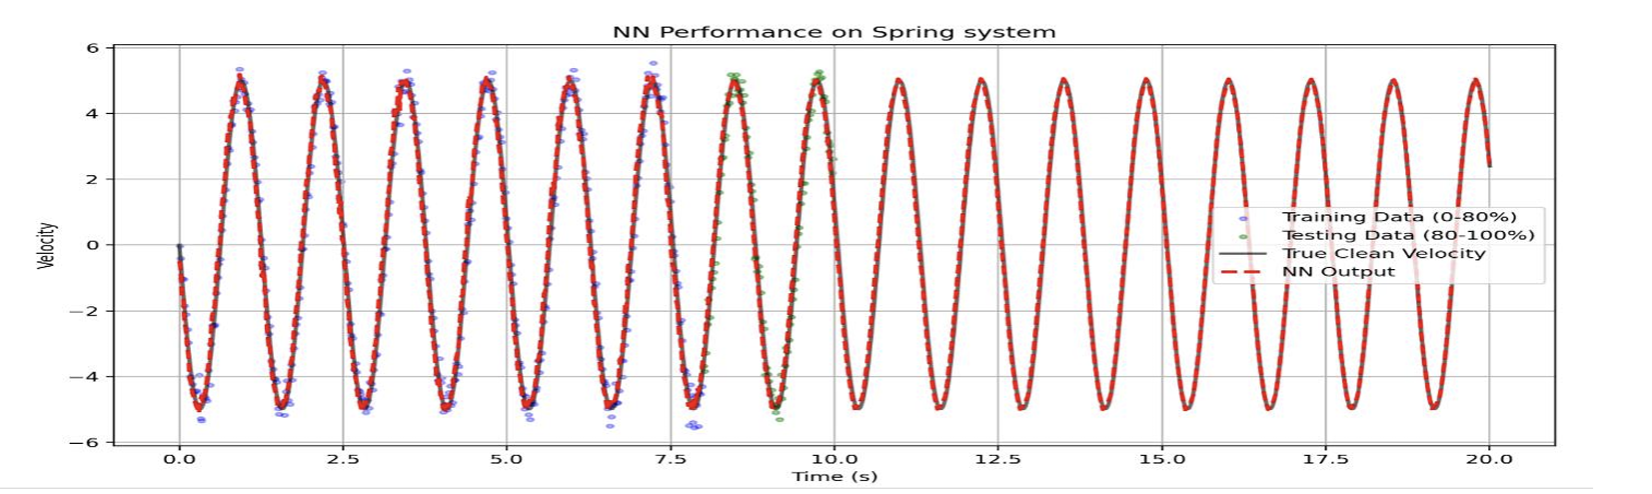 NN Performance on Spring system
6
4
2
0
−2
−4
−6
Velocity
Training Data (0-80%)
Testing Data (80-100%)
True Clean Velocity
NN Output
0.0 2.5 5.0 7.5 10.0 12.5 15.0 17.5 20.0
Time (s)